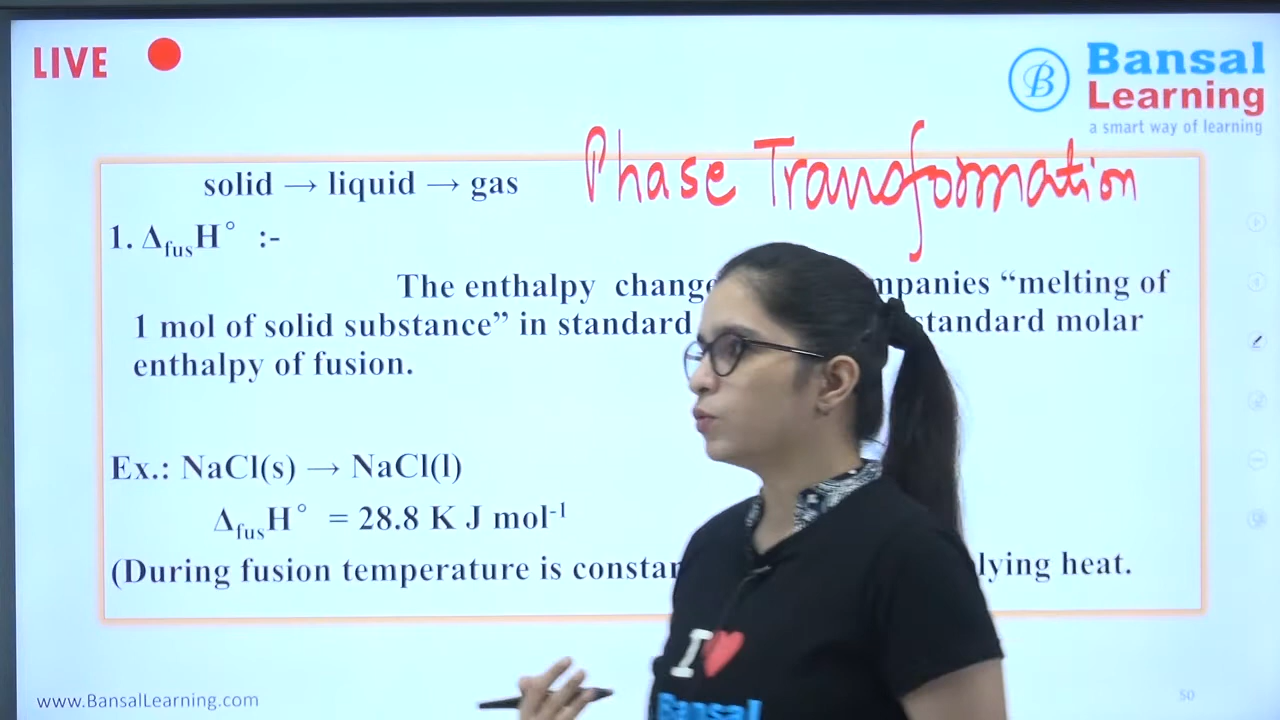 LIVE
B Bansal
Learning
a smart way of learning
Phase Transformation
solid → liquid → gas
1. ΔfusH° :-
The enthalpy change mpanies “melting of
1 mol of solid substance” in standard standard molar
enthalpy of fusion.
Ex.: NaCl(s) → NaCl(l)
ΔfusH° = 28.8 K J mol⁻¹
(During fusion temperature is constan lying heat.
I ❤
Bansal
www.BansalLearning.com
50